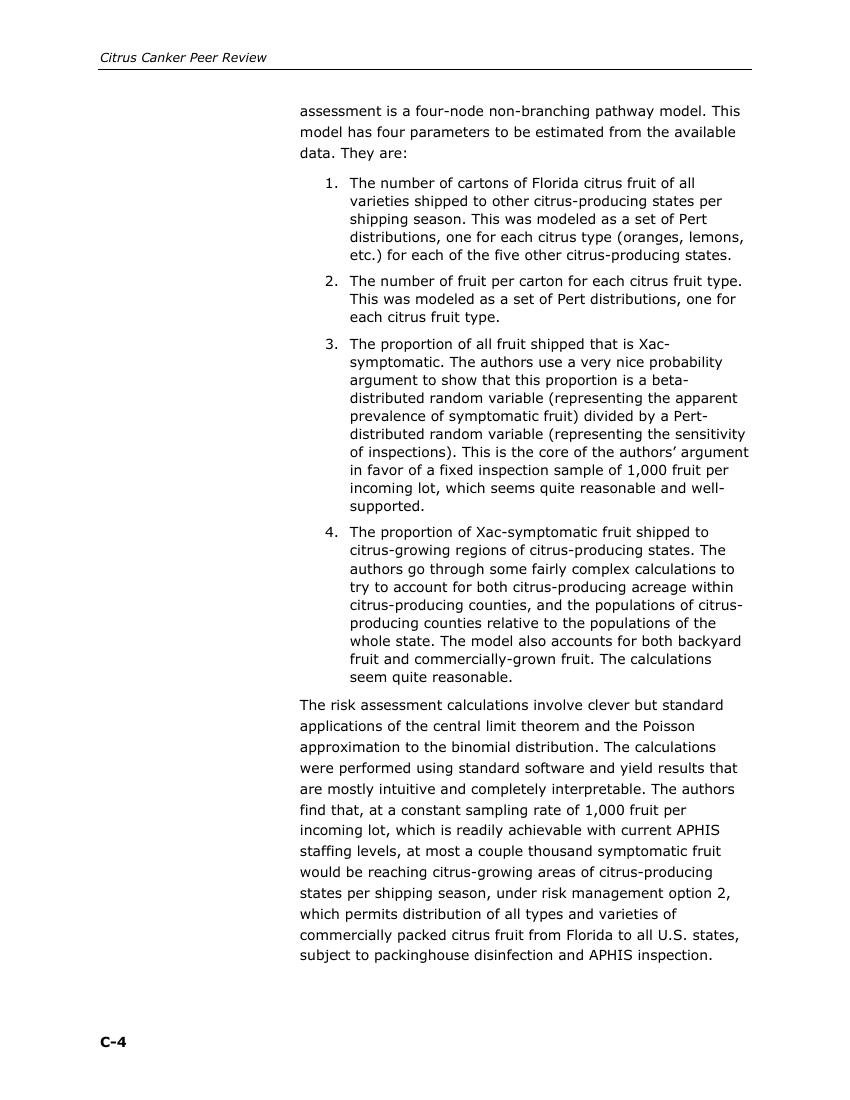 Citrus Canker Peer Review
assessment is a four-node non-branching pathway model. This
model has four parameters to be estimated from the available
data. They are:
1. The number of cartons of Florida citrus fruit of all
varieties shipped to other citrus-producing states per
shipping season. This was modeled as a set of Pert
distributions, one for each citrus type (oranges, lemons,
etc.) for each of the five other citrus-producing states.
2. The number of fruit per carton for each citrus fruit type.
This was modeled as a set of Pert distributions, one for
each citrus fruit type.
3. The proportion of all fruit shipped that is Xac-
symptomatic. The authors use a very nice probability
argument to show that this proportion is a beta-
distributed random variable (representing the apparent
prevalence of symptomatic fruit) divided by a Pert-
distributed random variable (representing the sensitivity
of inspections). This is the core of the authors’ argument
in favor of a fixed inspection sample of 1,000 fruit per
incoming lot, which seems quite reasonable and well-
supported.
4. The proportion of Xac-symptomatic fruit shipped to
citrus-growing regions of citrus-producing states. The
authors go through some fairly complex calculations to
try to account for both citrus-producing acreage within
citrus-producing counties, and the populations of citrus-
producing counties relative to the populations of the
whole state. The model also accounts for both backyard
fruit and commercially-grown fruit. The calculations
seem quite reasonable.
The risk assessment calculations involve clever but standard
applications of the central limit theorem and the Poisson
approximation to the binomial distribution. The calculations
were performed using standard software and yield results that
are mostly intuitive and completely interpretable. The authors
find that, at a constant sampling rate of 1,000 fruit per
incoming lot, which is readily achievable with current APHIS
staffing levels, at most a couple thousand symptomatic fruit
would be reaching citrus-growing areas of citrus-producing
states per shipping season, under risk management option 2,
which permits distribution of all types and varieties of
commercially packed citrus fruit from Florida to all U.S. states,
subject to packinghouse disinfection and APHIS inspection.
C-4